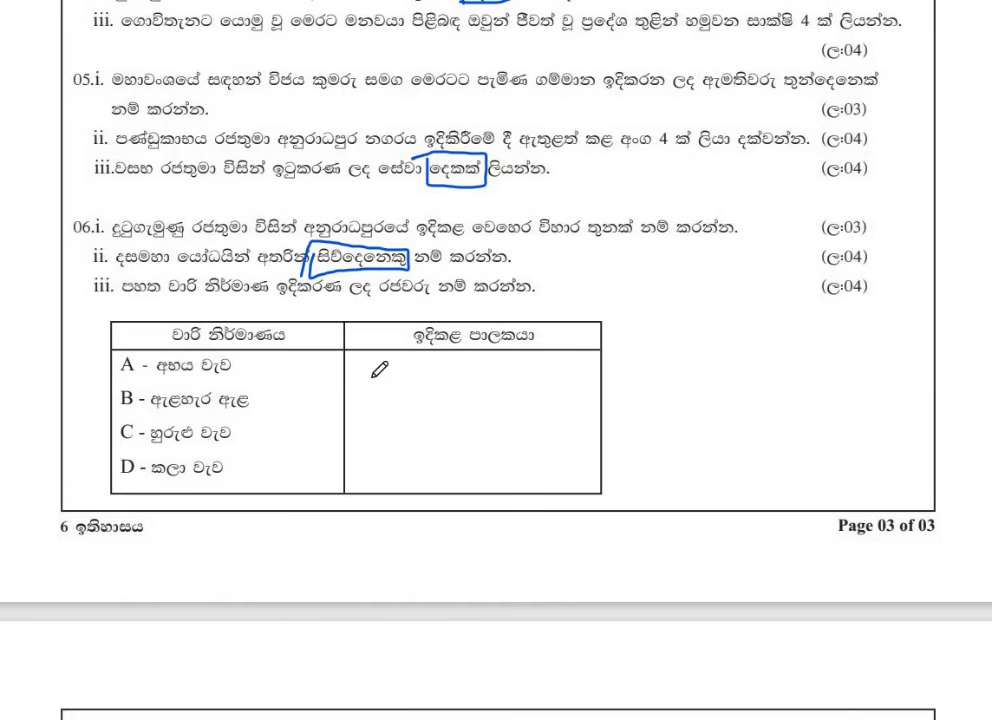 iii. ගොවිතැනට යොමු වූ මෙරට මනවයා පිළිබඳ ඔවුන් ජීවත් වූ ප්‍රදේශ තුළින් හමුවන සාක්ෂි 4 ක් ලියන්න.
(ල:04)
05.i. මහාවංශයේ සඳහන් විජය කුමරු සමග මෙරටට පැමිණ ගම්මාන ඉදිකරන ලද ඇමතිවරු තුන්දෙනෙක්
නම් කරන්න. (ල:03)
ii. පණ්ඩුකාභය රජතුමා අනුරාධපුර නගරය ඉදිකිරීමේ දී ඇතුළත් කළ අංග 4 ක් ලියා දක්වන්න. (ල:04)
iii.වසභ රජතුමා විසින් ඉටුකරණ ලද සේවා දෙකක් ලියන්න. (ල:04)
06.i. දුටුගැමුණු රජතුමා විසින් අනුරාධපුරයේ ඉදිකළ වෙහෙර විහාර තුනක් නම් කරන්න. (ල:03)
ii. දසමහා යෝධයින් අතරින් සිව්දෙනෙකු නම් කරන්න. (ල:04)
iii. පහත වාරි නිර්මාණ ඉදිකරණ ලද රජවරු නම් කරන්න. (ල:04)
වාරි නිර්මාණය ඉදිකළ පාලකයා
A - අභය වැව
B - ඇළහැර ඇළ
C - හුරුළු වැව
D - කලා වැව
6 ඉතිහාසය Page 03 of 03